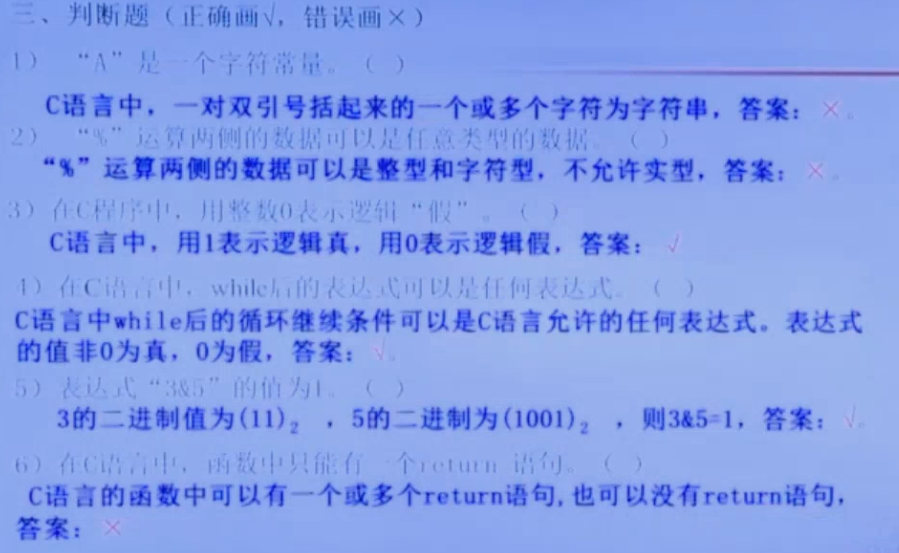 三、判断题（正确画√，错误画×）
1） “A”是一个字符常量。（ ）
C语言中，一对双引号括起来的一个或多个字符为字符串，答案：×。
2） “%”运算两侧的数据可以是任意类型的数据。（ ）
“%”运算两侧的数据可以是整型和字符型，不允许实型，答案：×。
3）在C程序中，用整数0表示逻辑“假”。（ ）
C语言中，用1表示逻辑真，用0表示逻辑假，答案：√
4）在C语言中，while后的表达式可以是任何表达式。（ ）
C语言中while后的循环继续条件可以是C语言允许的任何表达式。表达式
的值非0为真，0为假，答案：√。
5）表达式“3&5”的值为1。（ ）
3的二进制值为(11)₂ ，5的二进制为(1001)₂ ，则3&5=1，答案：√。
6）在C语言中，函数中只能有一个return 语句。（ ）
C语言的函数中可以有一个或多个return语句,也可以没有return语句，
答案：×